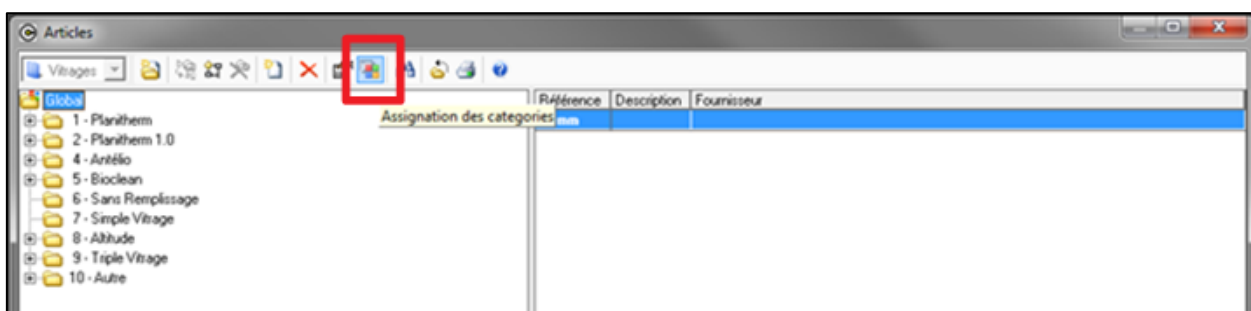 Articles
Vitrages
Global
Référence Description Fournisseur
1 - Planitherm
Assignation des categories
mm
2 - Planitherm 1.0
4 - Antélio
5 - Bioclean
6 - Sans Remplissage
7 - Simple Vitrage
8 - Altitude
9 - Triple Vitrage
10 - Autre